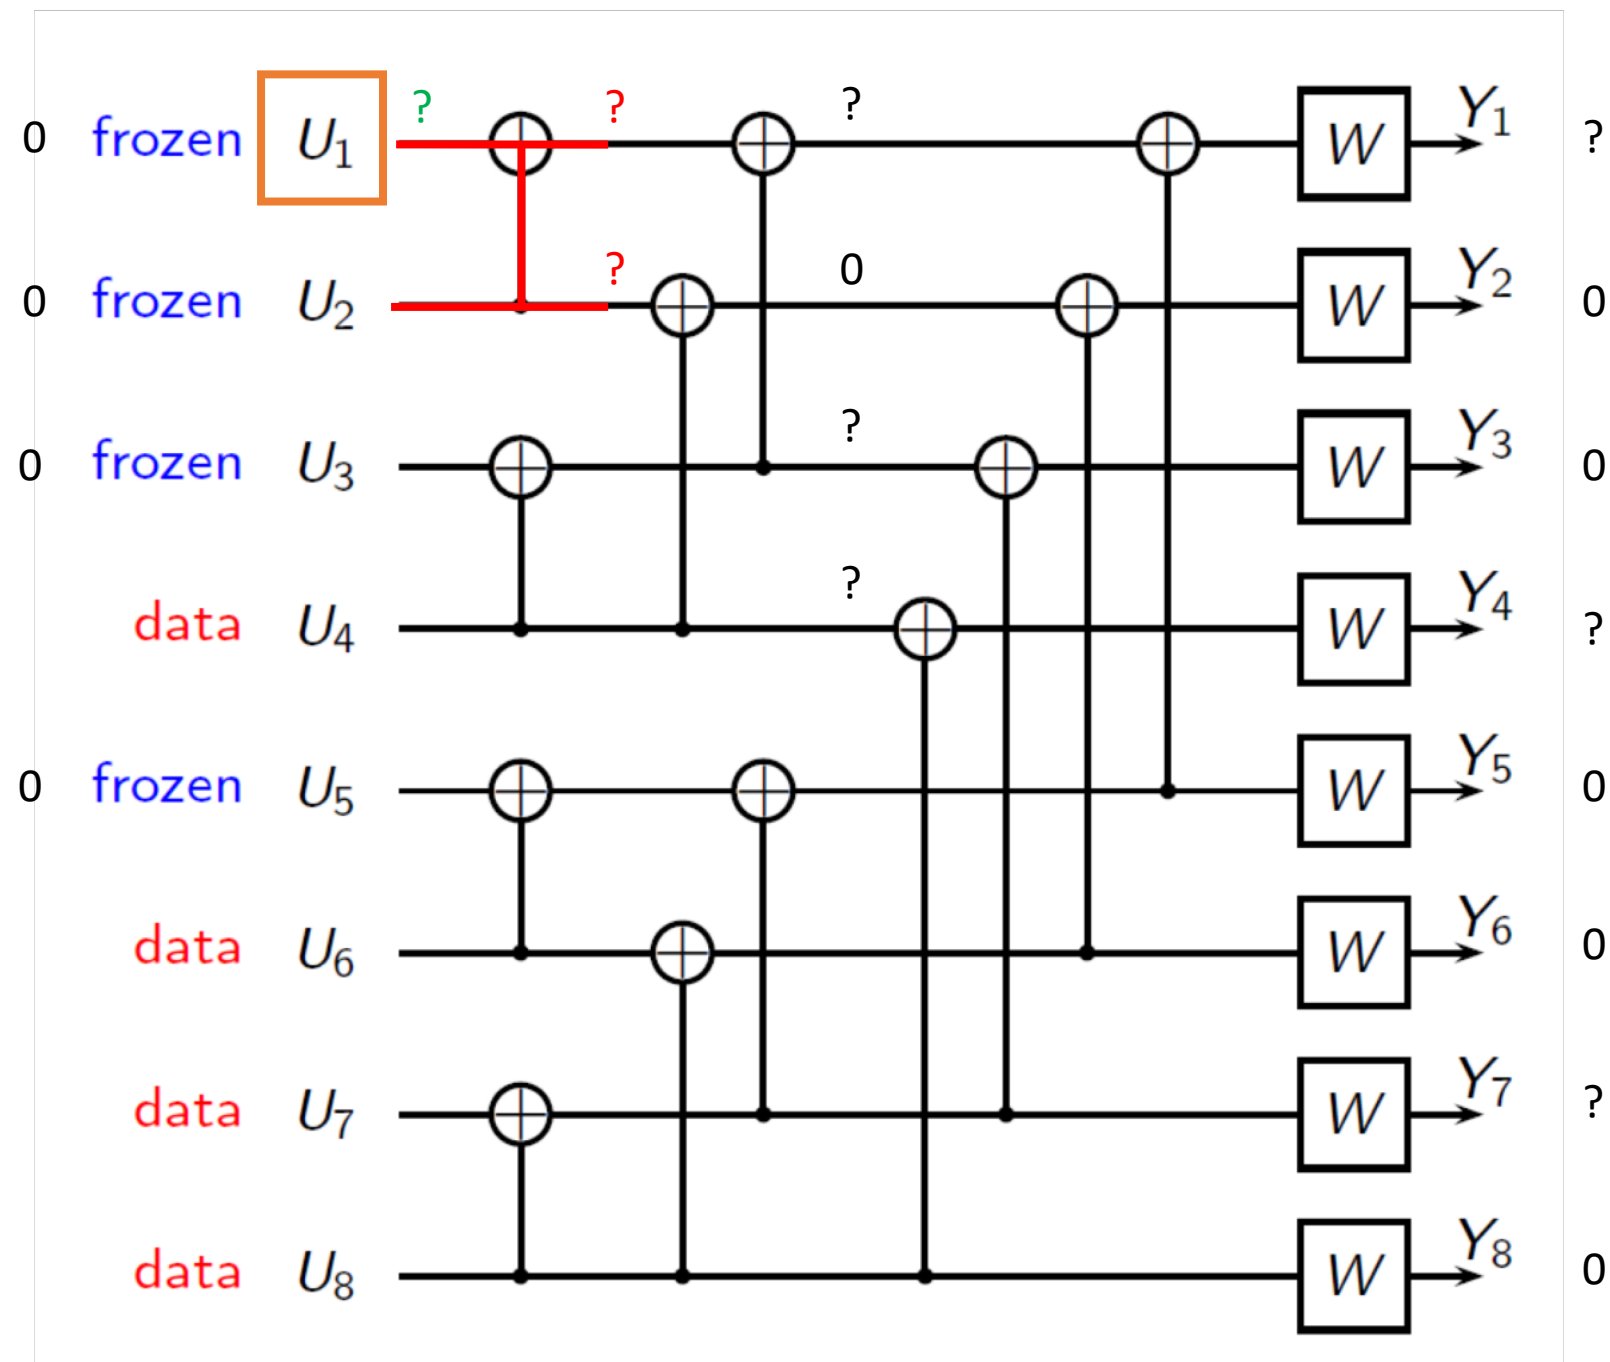 ? ? ? Y1
0 frozen U1 W ?
? 0 Y2
0 frozen U2 W 0
? Y3
0 frozen U3 W 0
? Y4
data U4 W ?
Y5
0 frozen U5 W 0
Y6
data U6 W 0
Y7
data U7 W ?
Y8
data U8 W 0